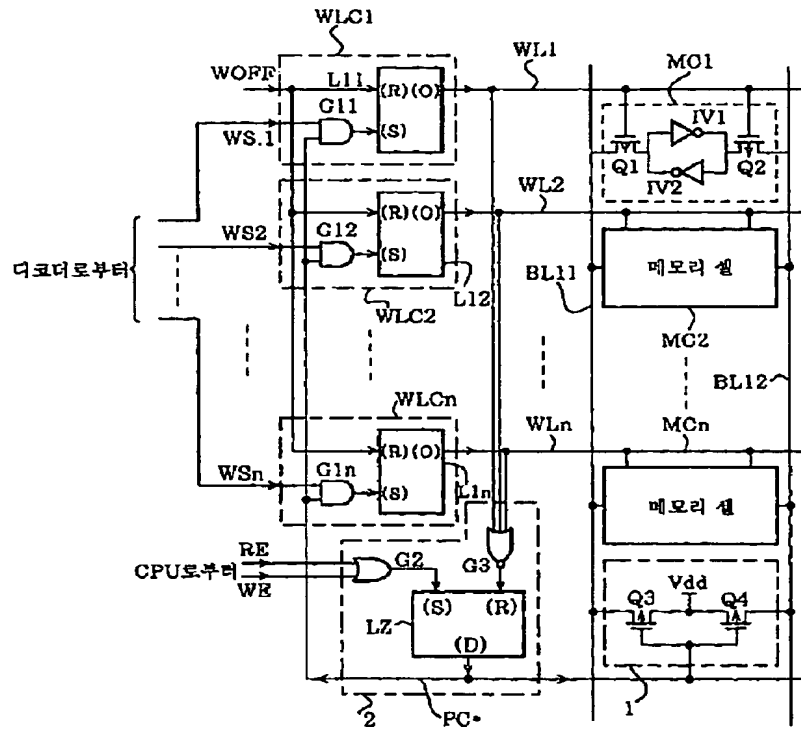 WLC1
WOFF
L11
(R)(O)
WL1
MC1
G11
(S)
WS.1
IV1
Q1
IV2
Q2
WL2
WS2
G12
(R)(O)
(S)
L12
WLC2
디코더로부터
BL11
메모리 셀
MC2
BL12
WLCn
WLn
MCn
(R)(O)
WSn
G1n
(S)
L1n
메모리 셀
RE
CPU로부터
WE
G2
G3
Vdd
Q3
Q4
LZ
(S)
(R)
(D)
2
PC
1